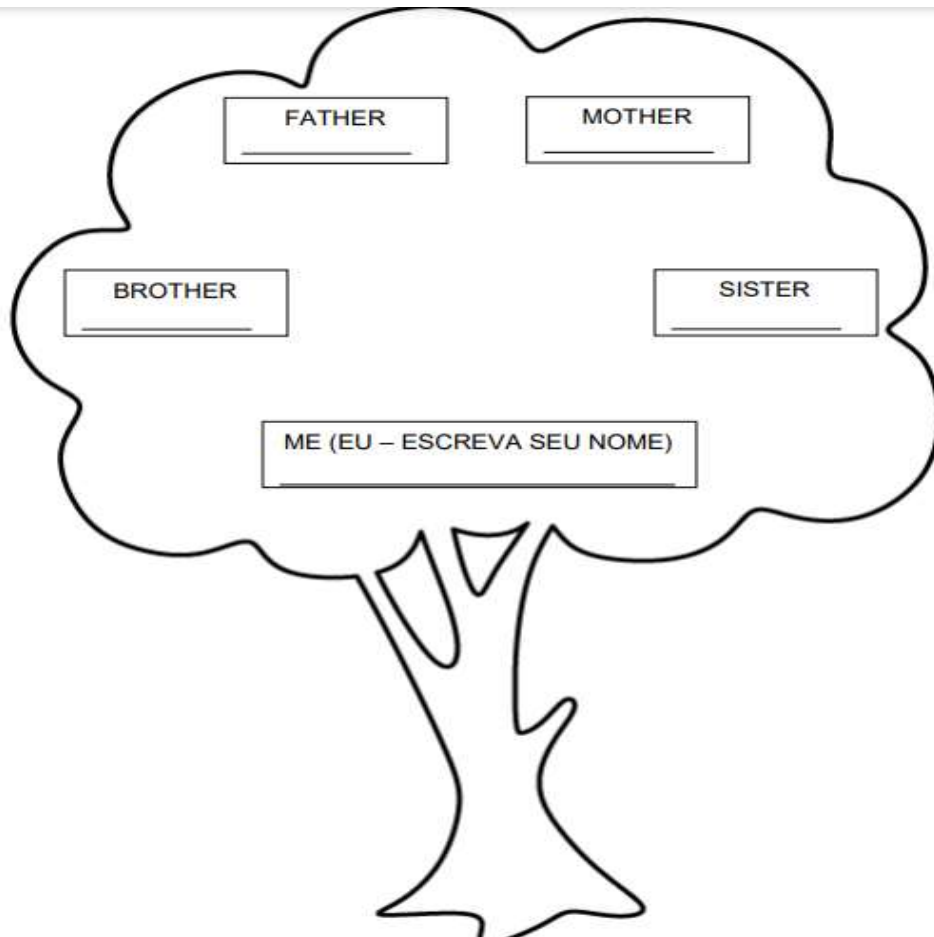 FATHER
MOTHER
BROTHER
SISTER
ME (EU – ESCREVA SEU NOME)